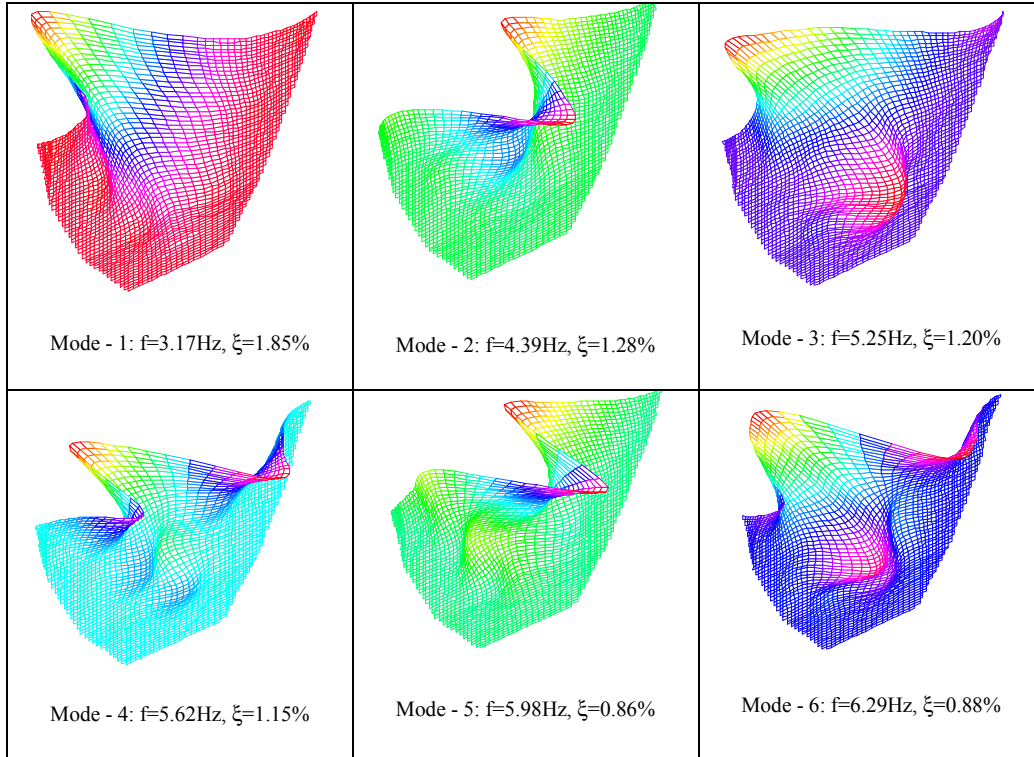 Mode - 1: f=3.17Hz, ξ=1.85%
Mode - 2: f=4.39Hz, ξ=1.28%
Mode - 3: f=5.25Hz, ξ=1.20%
Mode - 4: f=5.62Hz, ξ=1.15%
Mode - 5: f=5.98Hz, ξ=0.86%
Mode - 6: f=6.29Hz, ξ=0.88%